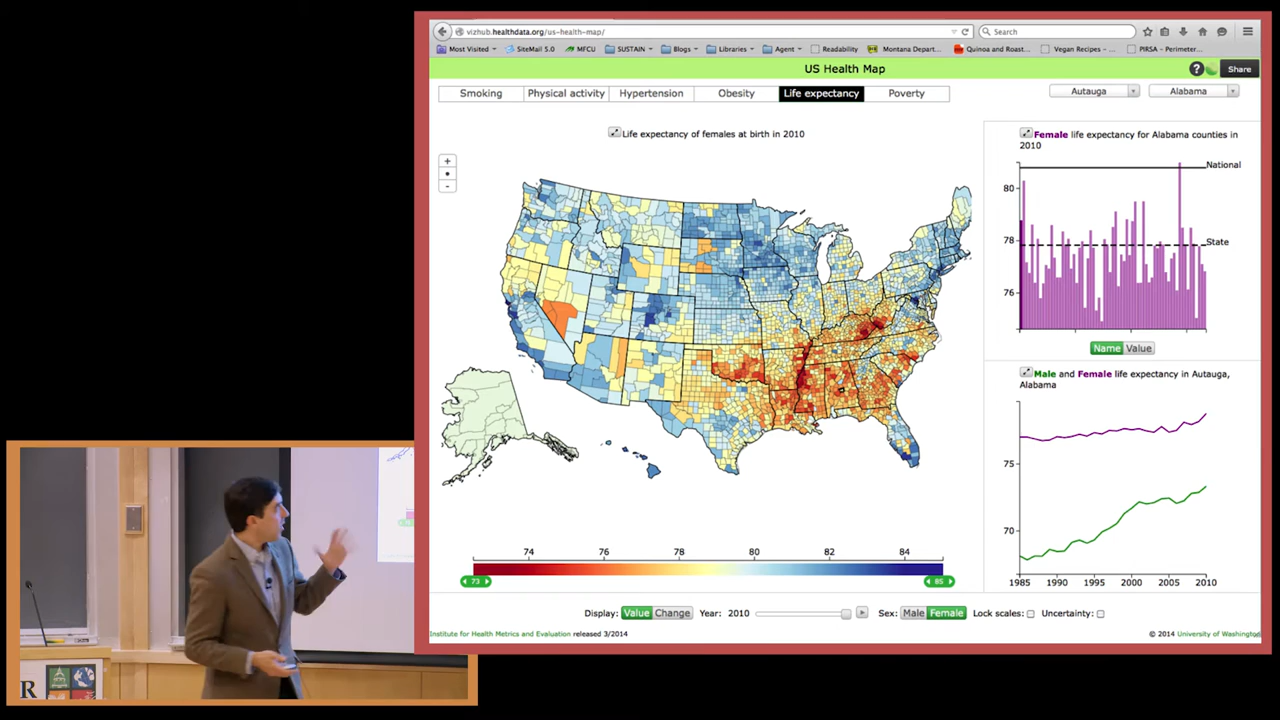 vizhub.healthdata.org/us-health-map/
Search
Most Visited
SiteMail 5.0
MFCU
SUSTAIN
Blogs
Libraries
Agent
Readability
Montana Depart...
Quinoa and Roast...
Vegan Recipes – ...
PIRSA – Perimeter...
US Health Map
?
Share
Smoking
Physical activity
Hypertension
Obesity
Life expectancy
Poverty
Autauga
Alabama
Life expectancy of females at birth in 2010
+
-
Female life expectancy for Alabama counties in
2010
National
80
78
State
76
Name Value
Male and Female life expectancy in Autauga,
Alabama
75
70
1985 1990 1995 2000 2005 2010
74 76 78 80 82 84
73
85
Display: Value Change Year: 2010 Sex: Male Female Lock scales: Uncertainty:
Institute for Health Metrics and Evaluation released 3/2014
© 2014 University of Washington
R